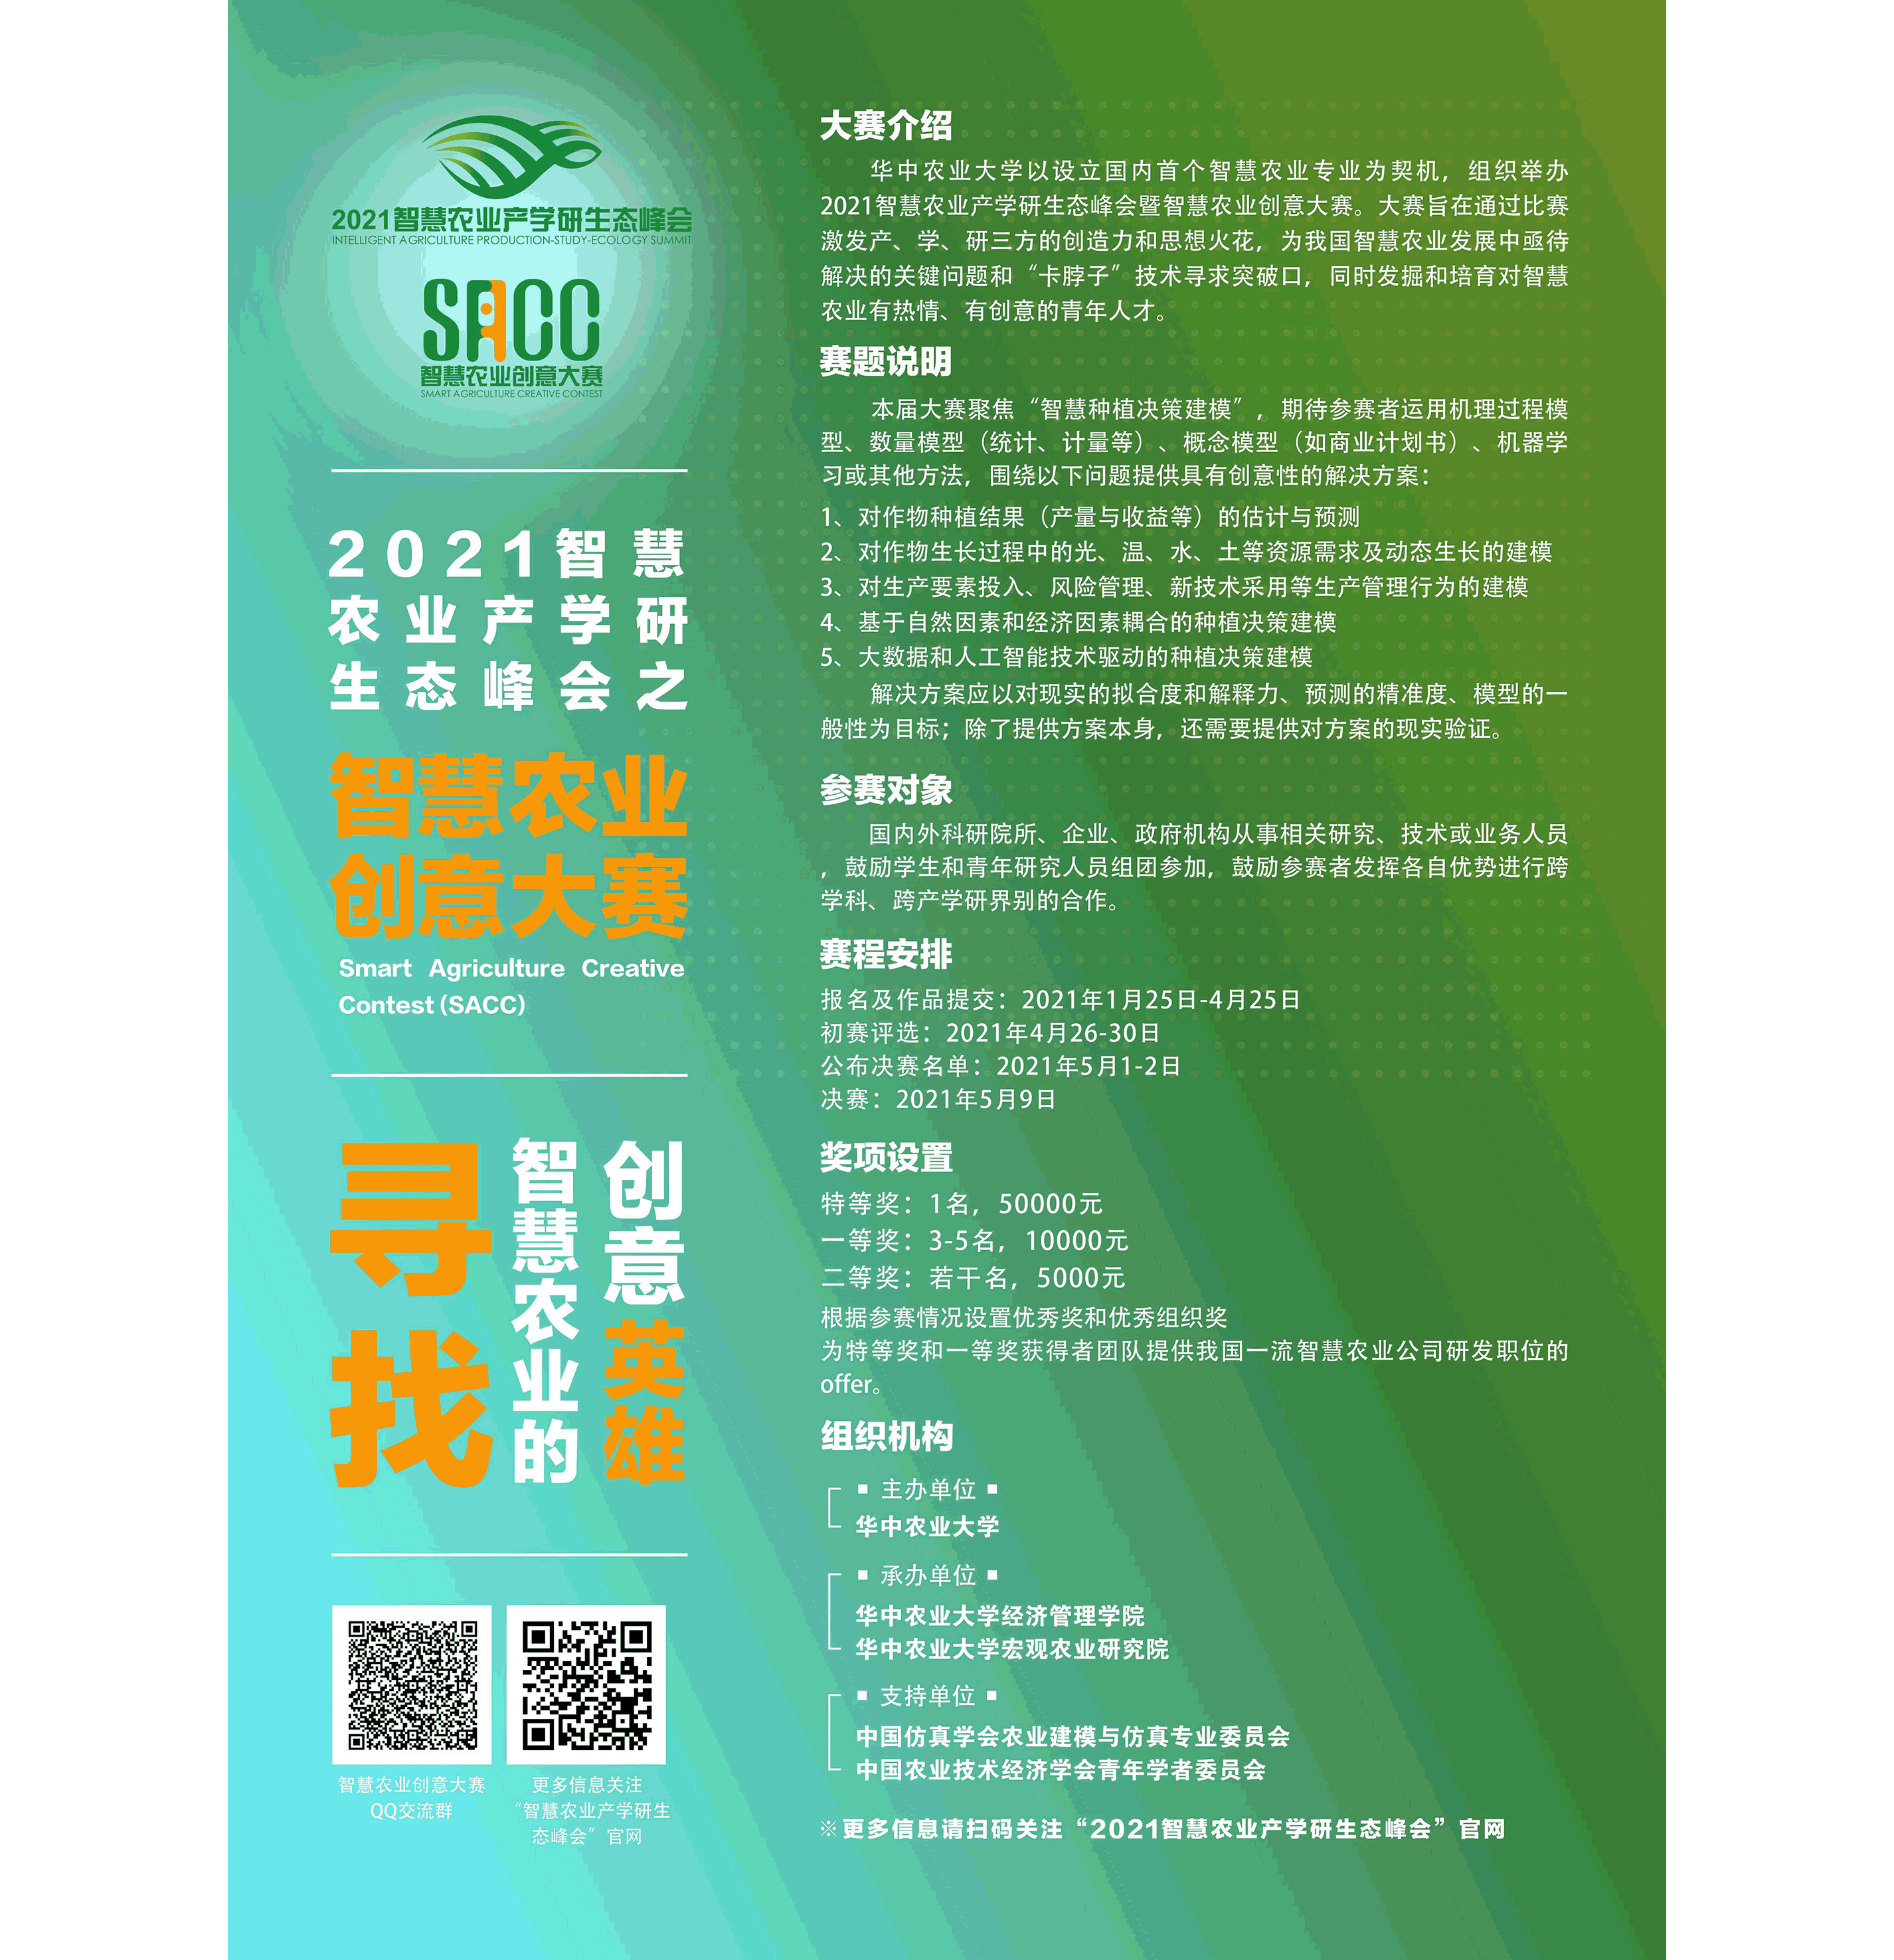 2021智慧农业产学研生态峰会
INTELLIGENT AGRICULTURE PRODUCTION-STUDY-ECOLOGY SUMMIT
SACC
智慧农业创意大赛
SMART AGRICULTURE CREATIVE CONTEST
2021智慧
农业产学研
生态峰会之
智慧农业
创意大赛
Smart Agriculture Creative
Contest (SACC)
寻找
智慧农业的
创意英雄
智慧农业创意大赛
QQ交流群
更多信息关注
“智慧农业产学研生
态峰会”官网
大赛介绍
华中农业大学以设立国内首个智慧农业专业为契机，组织举办
2021智慧农业产学研生态峰会暨智慧农业创意大赛。大赛旨在通过比赛
激发产、学、研三方的创造力和思想火花，为我国智慧农业发展中亟待
解决的关键问题和“卡脖子”技术寻求突破口，同时发掘和培育对智慧
农业有热情、有创意的青年人才。
赛题说明
本届大赛聚焦“智慧种植决策建模”，期待参赛者运用机理过程模
型、数量模型（统计、计量等）、概念模型（如商业计划书）、机器学
习或其他方法，围绕以下问题提供具有创意性的解决方案：
1、对作物种植结果（产量与收益等）的估计与预测
2、对作物生长过程中的光、温、水、土等资源需求及动态生长的建模
3、对生产要素投入、风险管理、新技术采用等生产管理行为的建模
4、基于自然因素和经济因素耦合的种植决策建模
5、大数据和人工智能技术驱动的种植决策建模
解决方案应以对现实的拟合度和解释力、预测的精准度、模型的一
般性为目标；除了提供方案本身，还需要提供对方案的现实验证。
参赛对象
国内外科研院所、企业、政府机构从事相关研究、技术或业务人员
，鼓励学生和青年研究人员组团参加，鼓励参赛者发挥各自优势进行跨
学科、跨产学研界别的合作。
赛程安排
报名及作品提交：2021年1月25日-4月25日
初赛评选：2021年4月26-30日
公布决赛名单：2021年5月1-2日
决赛：2021年5月9日
奖项设置
特等奖：1名，50000元
一等奖：3-5名，10000元
二等奖：若干名，5000元
根据参赛情况设置优秀奖和优秀组织奖
为特等奖和一等奖获得者团队提供我国一流智慧农业公司研发职位的
offer。
组织机构
▪ 主办单位 ▪
华中农业大学
▪ 承办单位 ▪
华中农业大学经济管理学院
华中农业大学宏观农业研究院
▪ 支持单位 ▪
中国仿真学会农业建模与仿真专业委员会
中国农业技术经济学会青年学者委员会
※更多信息请扫码关注“2021智慧农业产学研生态峰会”官网